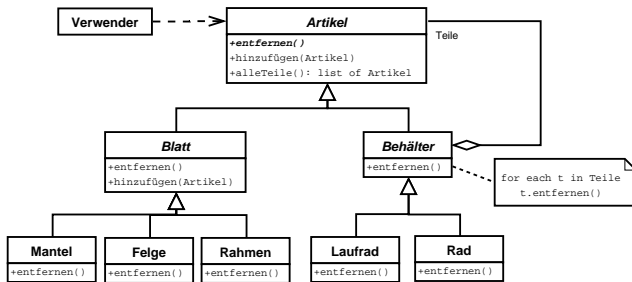 Verwender
Artikel
+entfernen()
+hinzufügen(Artikel)
+alleTeile(): list of Artikel
Teile
Blatt
+entfernen()
+hinzufügen(Artikel)
Behälter
+entfernen()
for each t in Teile
t.entfernen()
Mantel
+entfernen()
Felge
+entfernen()
Rahmen
+entfernen()
Laufrad
+entfernen()
Rad
+entfernen()